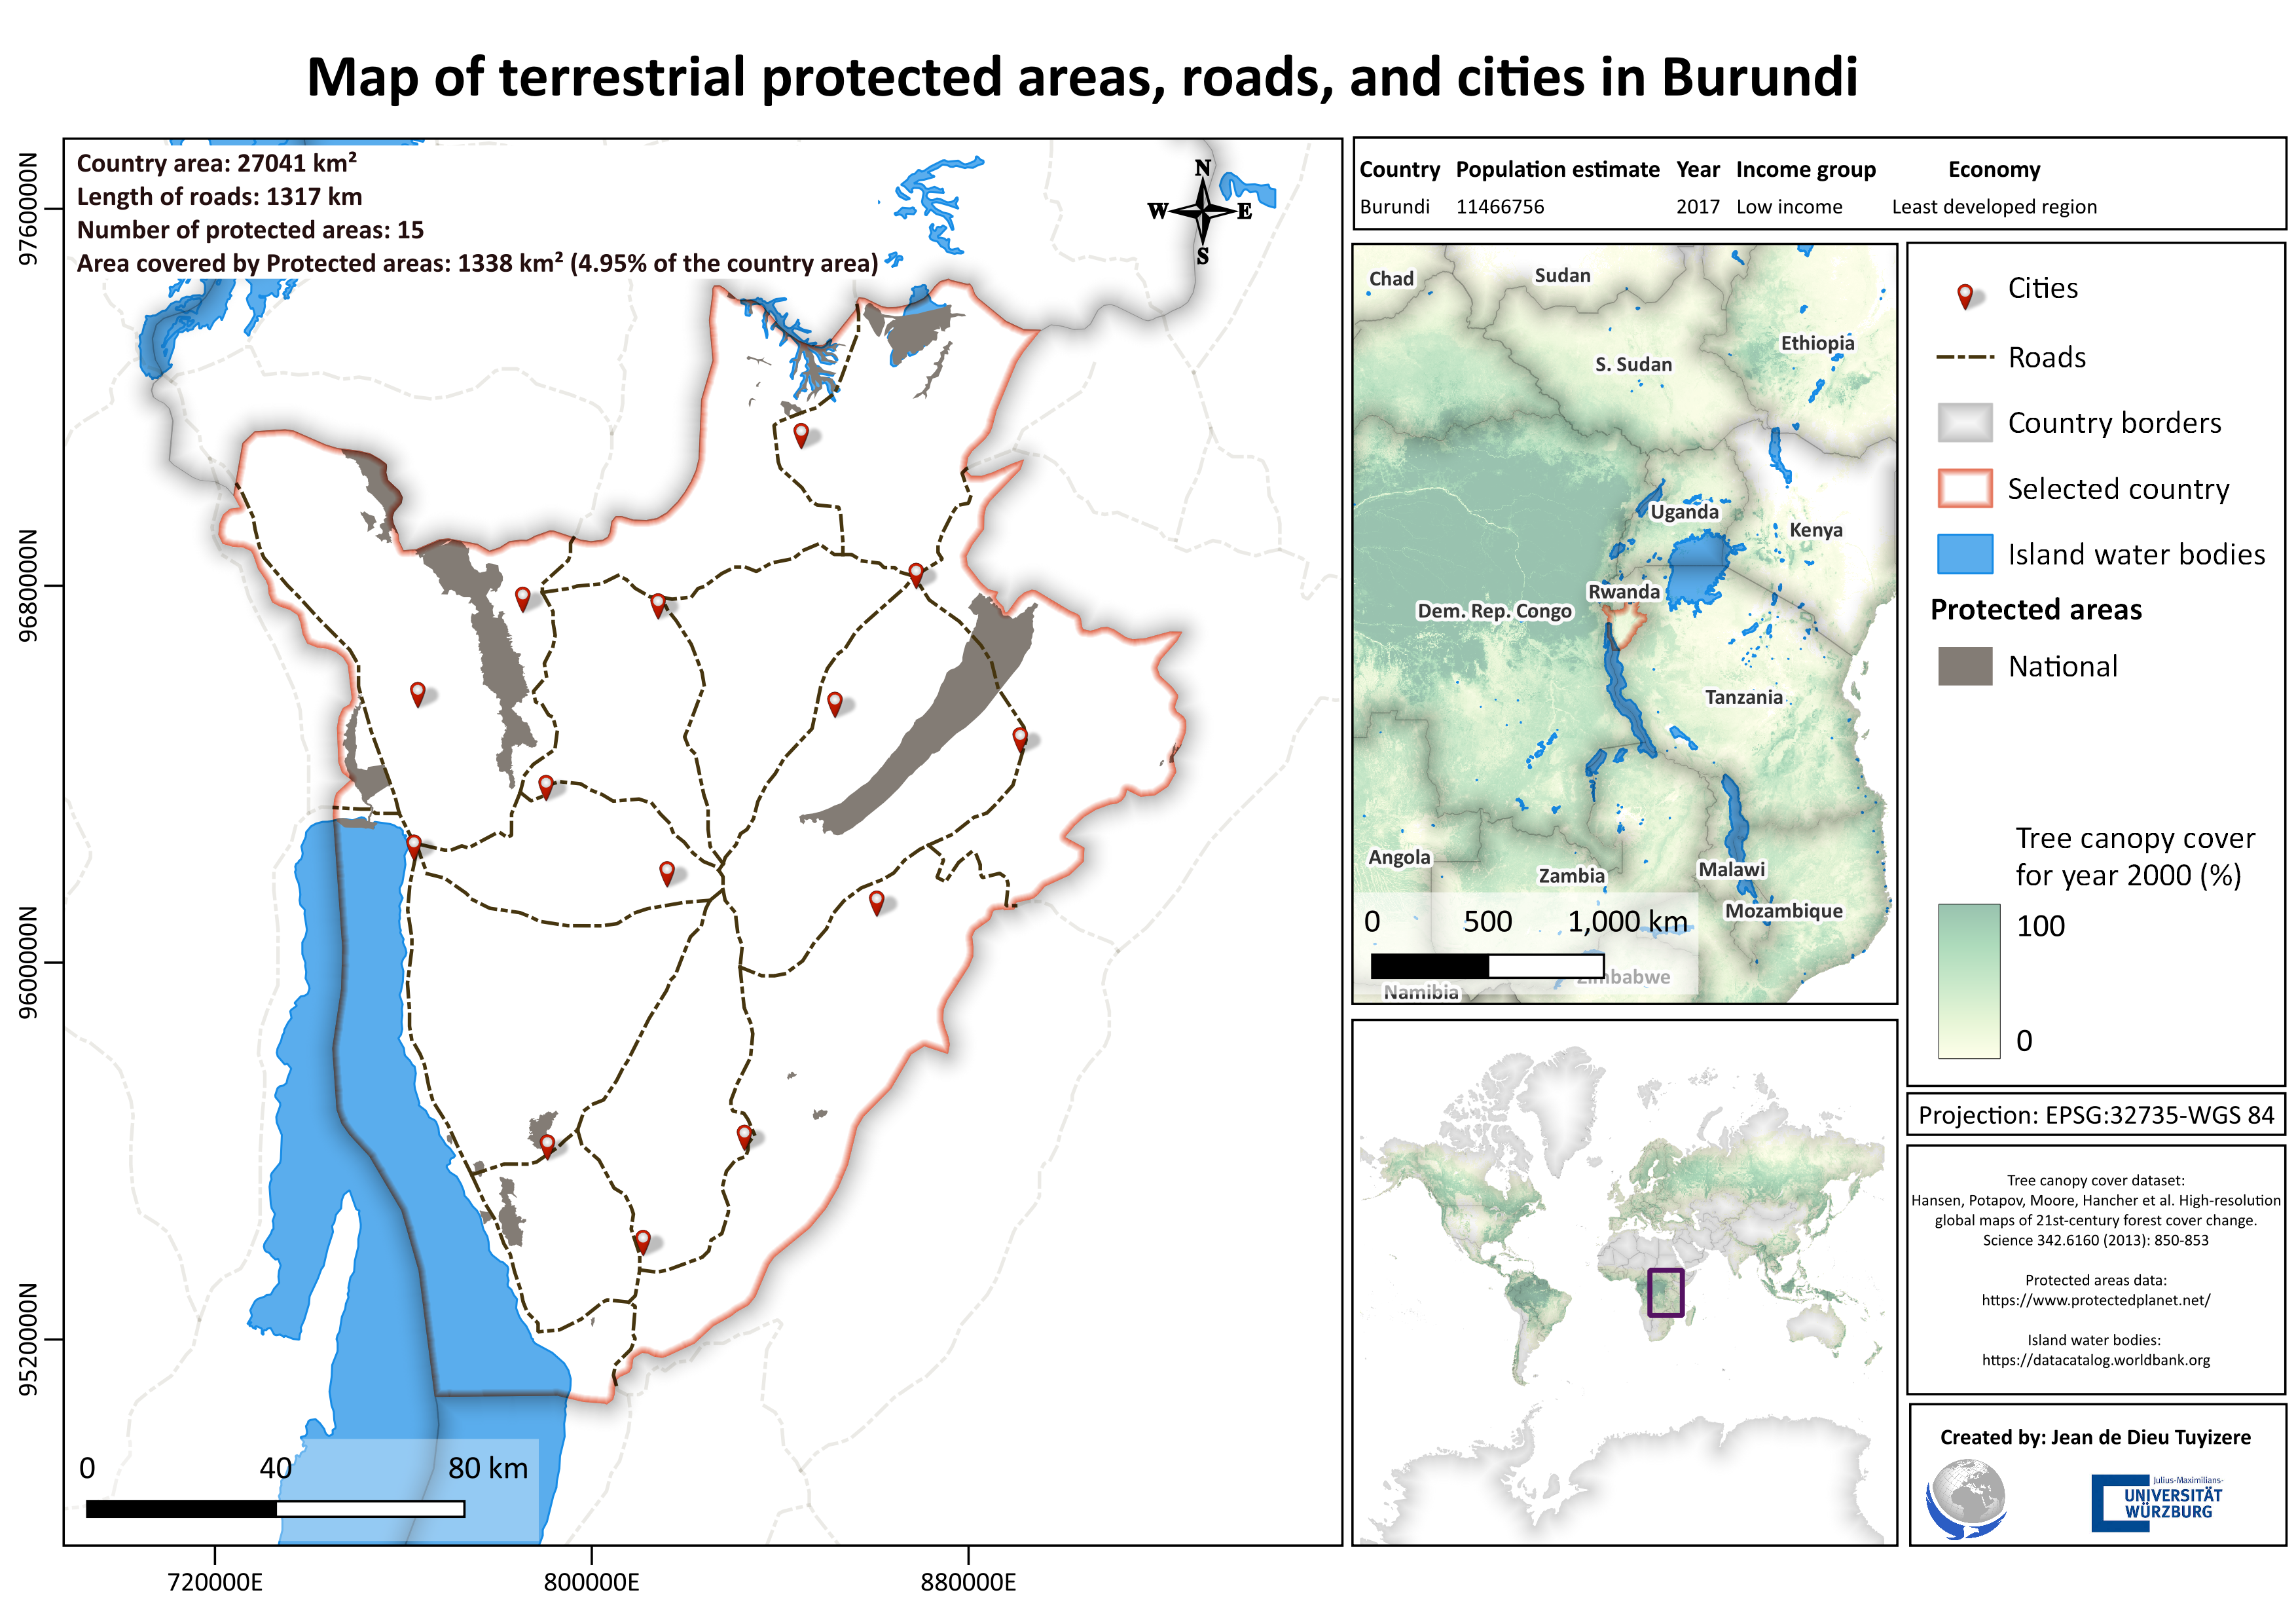 Map of terrestrial protected areas, roads, and cities in Burundi
Country area: 27041 km²
Length of roads: 1317 km
Number of protected areas: 15
Area covered by Protected areas: 1338 km² (4.95% of the country area)
N
W E
S
9760000N
9680000N
9600000N
9520000N
720000E 800000E 880000E
0 40 80 km
Country Population estimate Year Income group Economy
Burundi 11466756 2017 Low income Least developed region
Chad
Sudan
Ethiopia
S. Sudan
Uganda
Kenya
Rwanda
Dem. Rep. Congo
Tanzania
Angola
Zambia
Malawi
Mozambique
Zimbabwe
Namibia
0 500 1,000 km
Cities
Roads
Country borders
Selected country
Island water bodies
Protected areas
National
Tree canopy cover
for year 2000 (%)
100
0
Projection: EPSG:32735-WGS 84
Tree canopy cover dataset:
Hansen, Potapov, Moore, Hancher et al. High-resolution
global maps of 21st-century forest cover change.
Science 342.6160 (2013): 850-853
Protected areas data:
https://www.protectedplanet.net/
Island water bodies:
https://datacatalog.worldbank.org
Created by: Jean de Dieu Tuyizere
Julius-Maximilians-
UNIVERSITÄT
WÜRZBURG